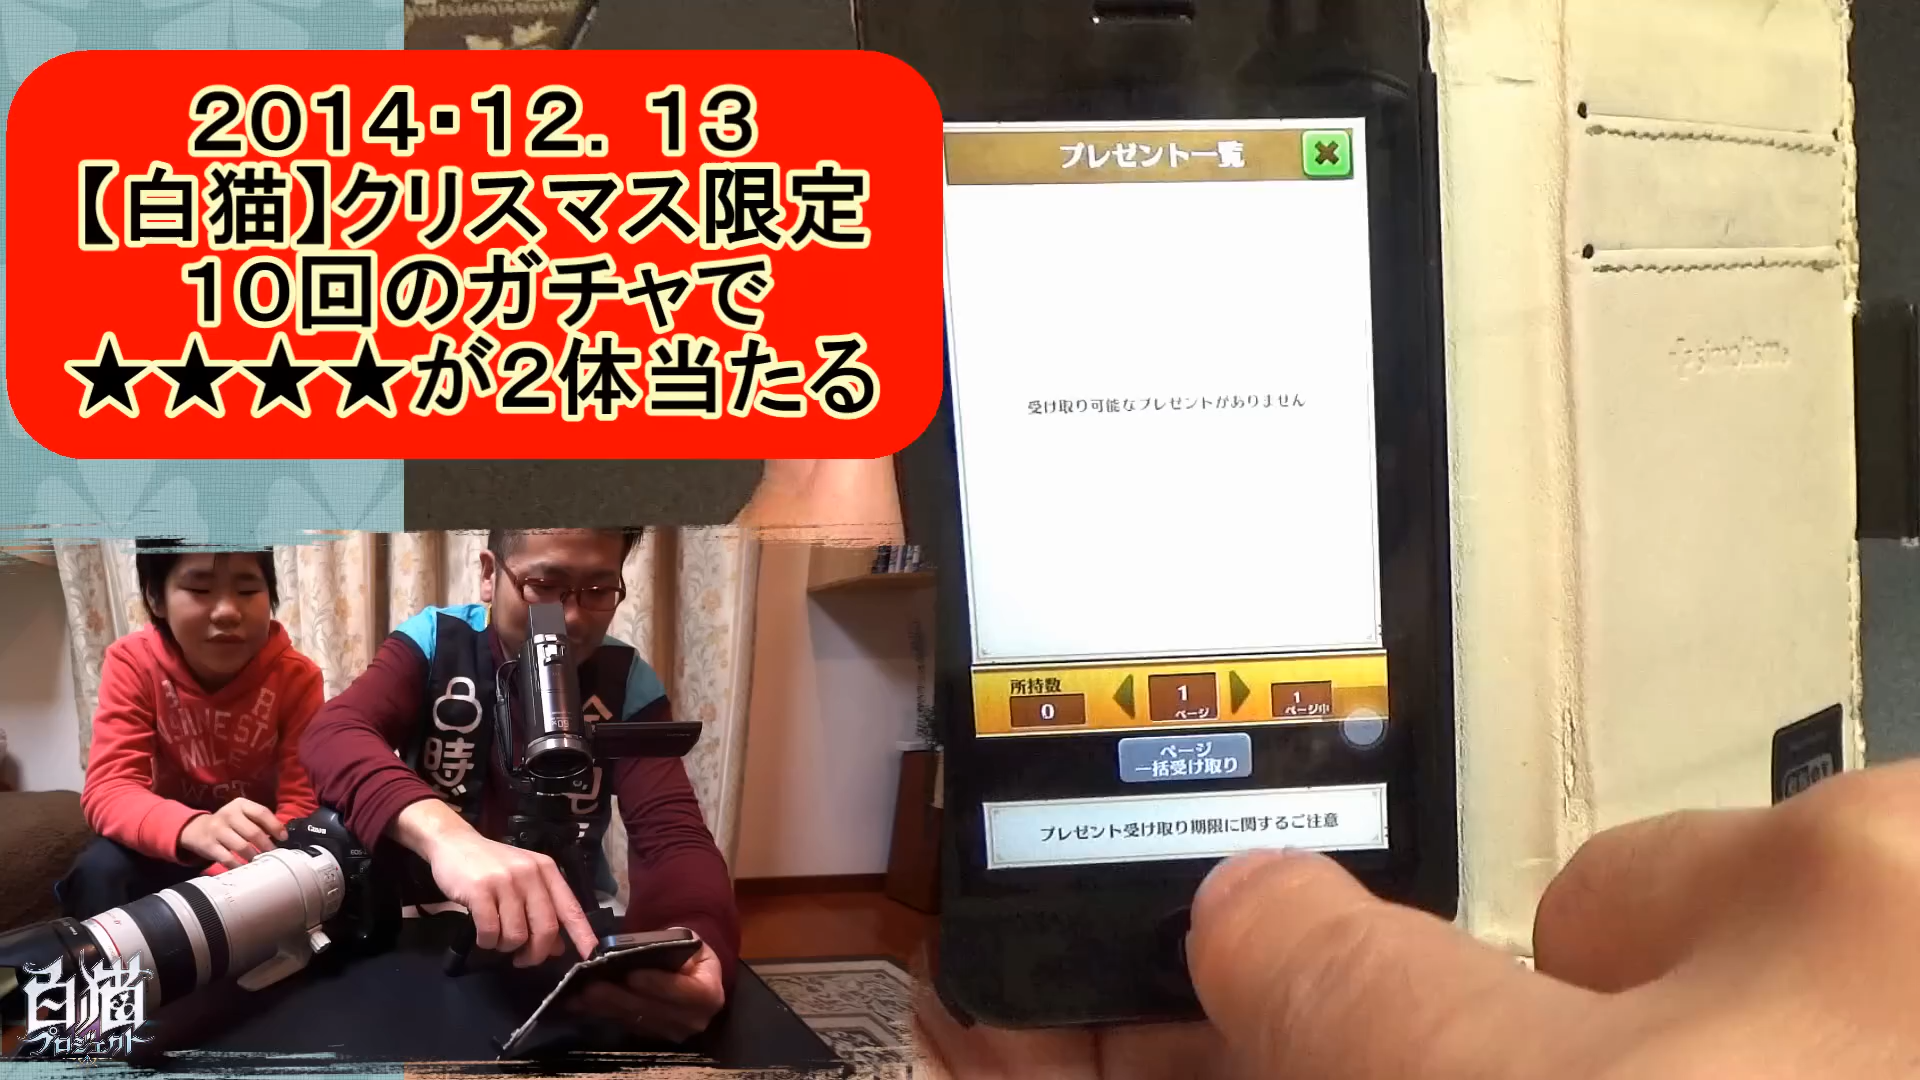 2014・12．13
【白猫】クリスマス限定
10回のガチャで
★★★★が2体当たる
プレゼント一覧
受け取り可能なプレゼントがありません
所持数
0
1
ページ
1
ページ中
ページ
一括受け取り
プレゼント受け取り期限に関するご注意
8時
Canon
白猫
プロジェクト